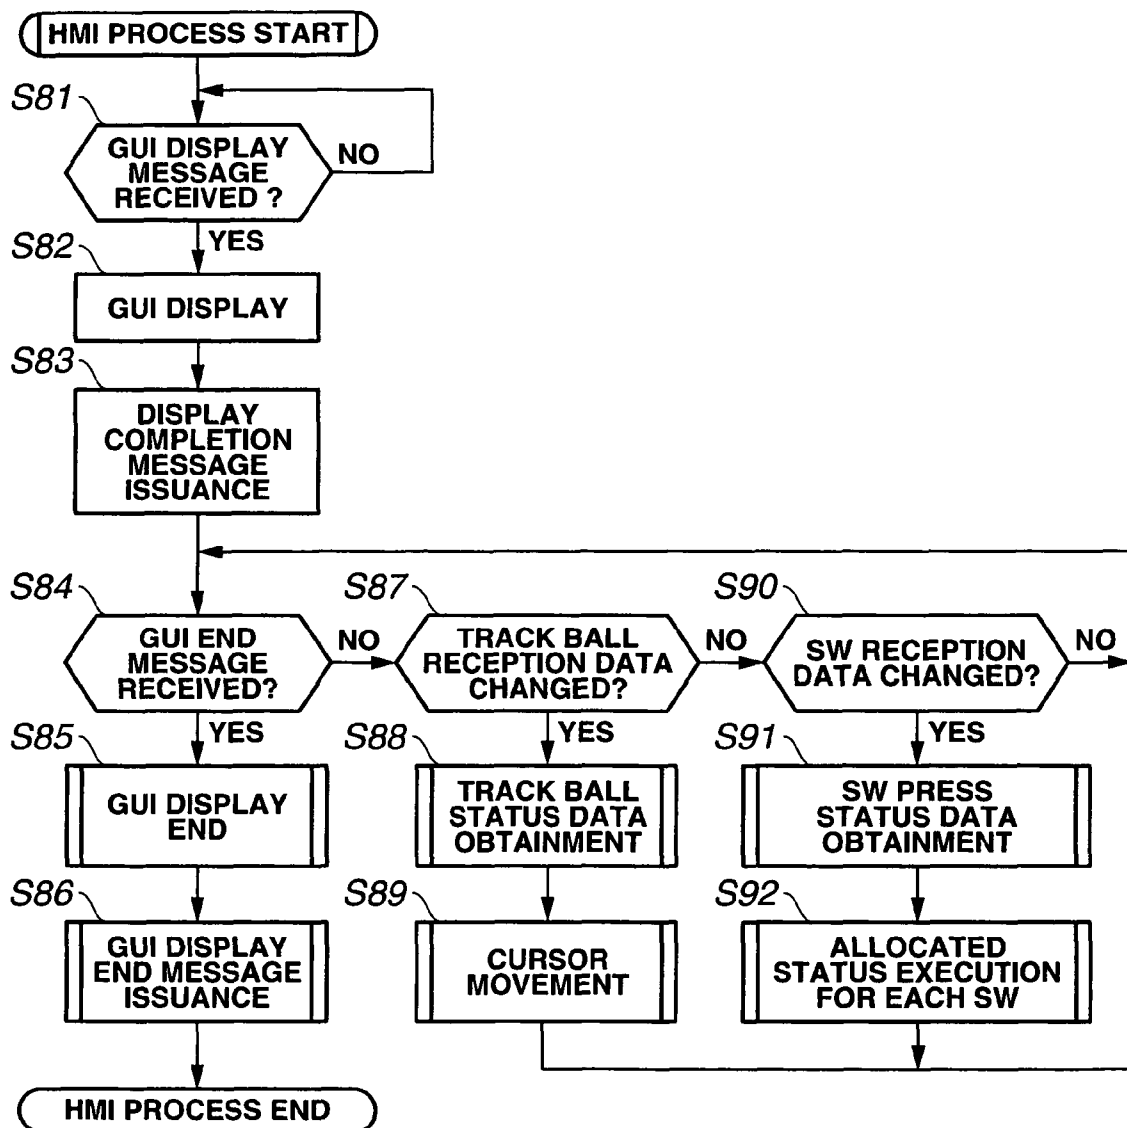 HMI PROCESS START
S81
GUI DISPLAY
MESSAGE
RECEIVED ?
NO
YES
S82
GUI DISPLAY
S83
DISPLAY
COMPLETION
MESSAGE
ISSUANCE
S84
GUI END
MESSAGE
RECEIVED?
NO
YES
S87
TRACK BALL
RECEPTION DATA
CHANGED?
NO
YES
S90
SW RECEPTION
DATA CHANGED?
NO
YES
S85
GUI DISPLAY
END
S88
TRACK BALL
STATUS DATA
OBTAINMENT
S91
SW PRESS
STATUS DATA
OBTAINMENT
S86
GUI DISPLAY
END MESSAGE
ISSUANCE
S89
CURSOR
MOVEMENT
S92
ALLOCATED
STATUS EXECUTION
FOR EACH SW
HMI PROCESS END